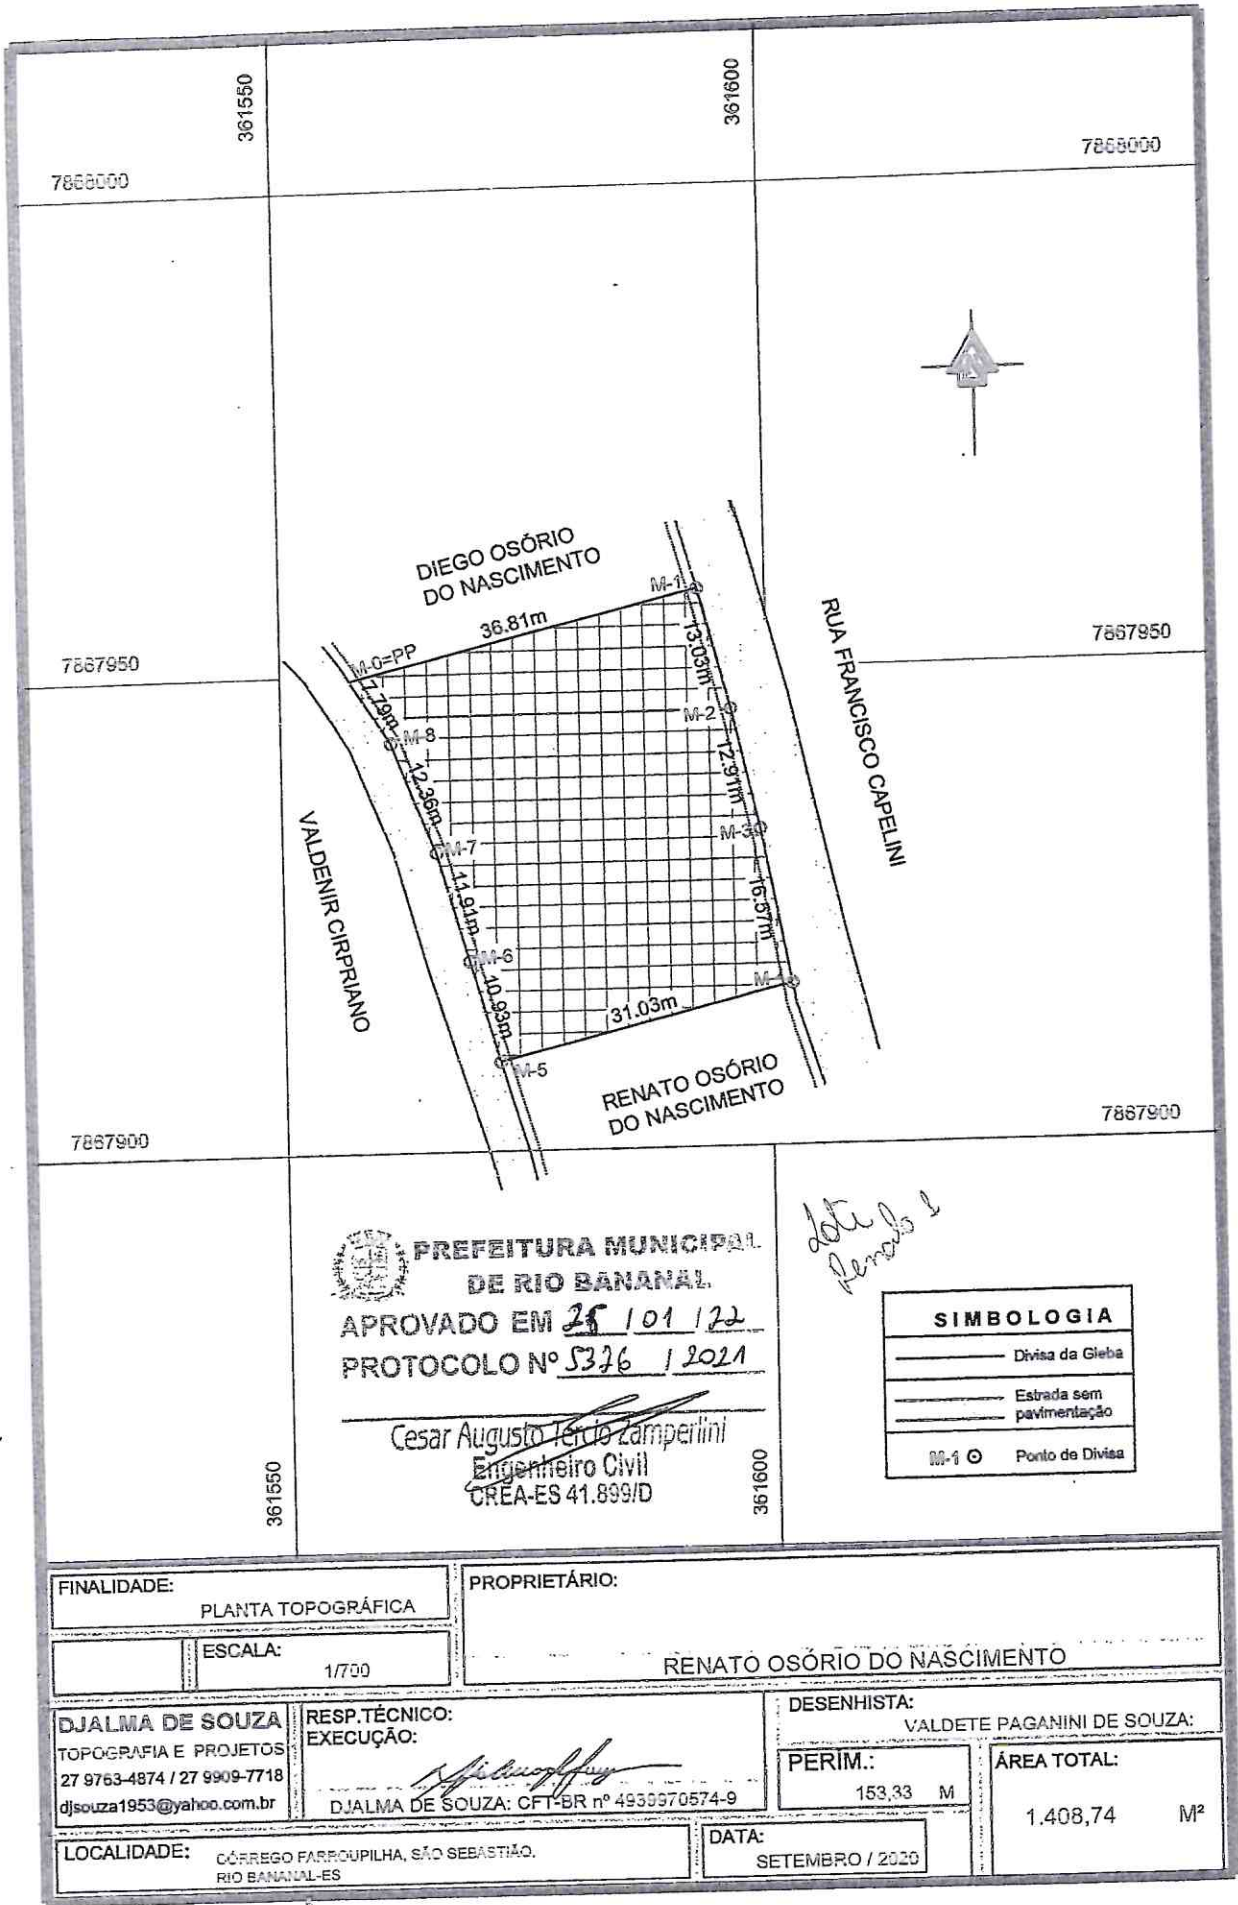 361550
361600
7868000
7868000
DIEGO OSÓRIO
DO NASCIMENTO
M-1
36.81m
M-0=PP
13.03m
RUA FRANCISCO CAPELINI
7867950
7867950
7.79m
M-2
M-8
12.36m
12.91m
VALDENIR CIRPRIANO
M-3
M-7
11.91m
16.57m
M-6
M-4
10.93m
31.03m
M-5
RENATO OSÓRIO
DO NASCIMENTO
7867900
7867900
Lote
PREFEITURA MUNICIPAL
DE RIO BANANAL
APROVADO EM 25 / 01 / 22
PROTOCOLO Nº 5376 / 2021
Cesar Augusto Tercio Zamperlini
Engenheiro Civil
CREA-ES 41.899/D
SIMBOLOGIA
Divisa da Gleba
Estrada sem
pavimentação
M-1 Ponto de Divisa
361550
361600
FINALIDADE:
PLANTA TOPOGRÁFICA
PROPRIETÁRIO:
RENATO OSÓRIO DO NASCIMENTO
ESCALA:
1/700
DJALMA DE SOUZA
TOPOGRAFIA E PROJETOS
27 9763-4874 / 27 9909-7718
djsouza1953@yahoo.com.br
RESP.TÉCNICO:
EXECUÇÃO:
DJALMA DE SOUZA: CFT-BR nº 4939970574-9
DESENHISTA:
VALDETE PAGANINI DE SOUZA:
PERIM.:
153,33 M
ÁREA TOTAL:
1.408,74 M²
LOCALIDADE: CÓRREGO FARROUPILHA, SÃO SEBASTIÃO.
RIO BANANAL-ES
DATA:
SETEMBRO / 2020